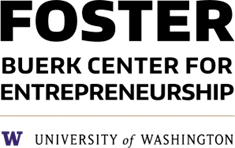 FOSTER
BUERK CENTER FOR
ENTREPRENEURSHIP
W UNIVERSITY of WASHINGTON